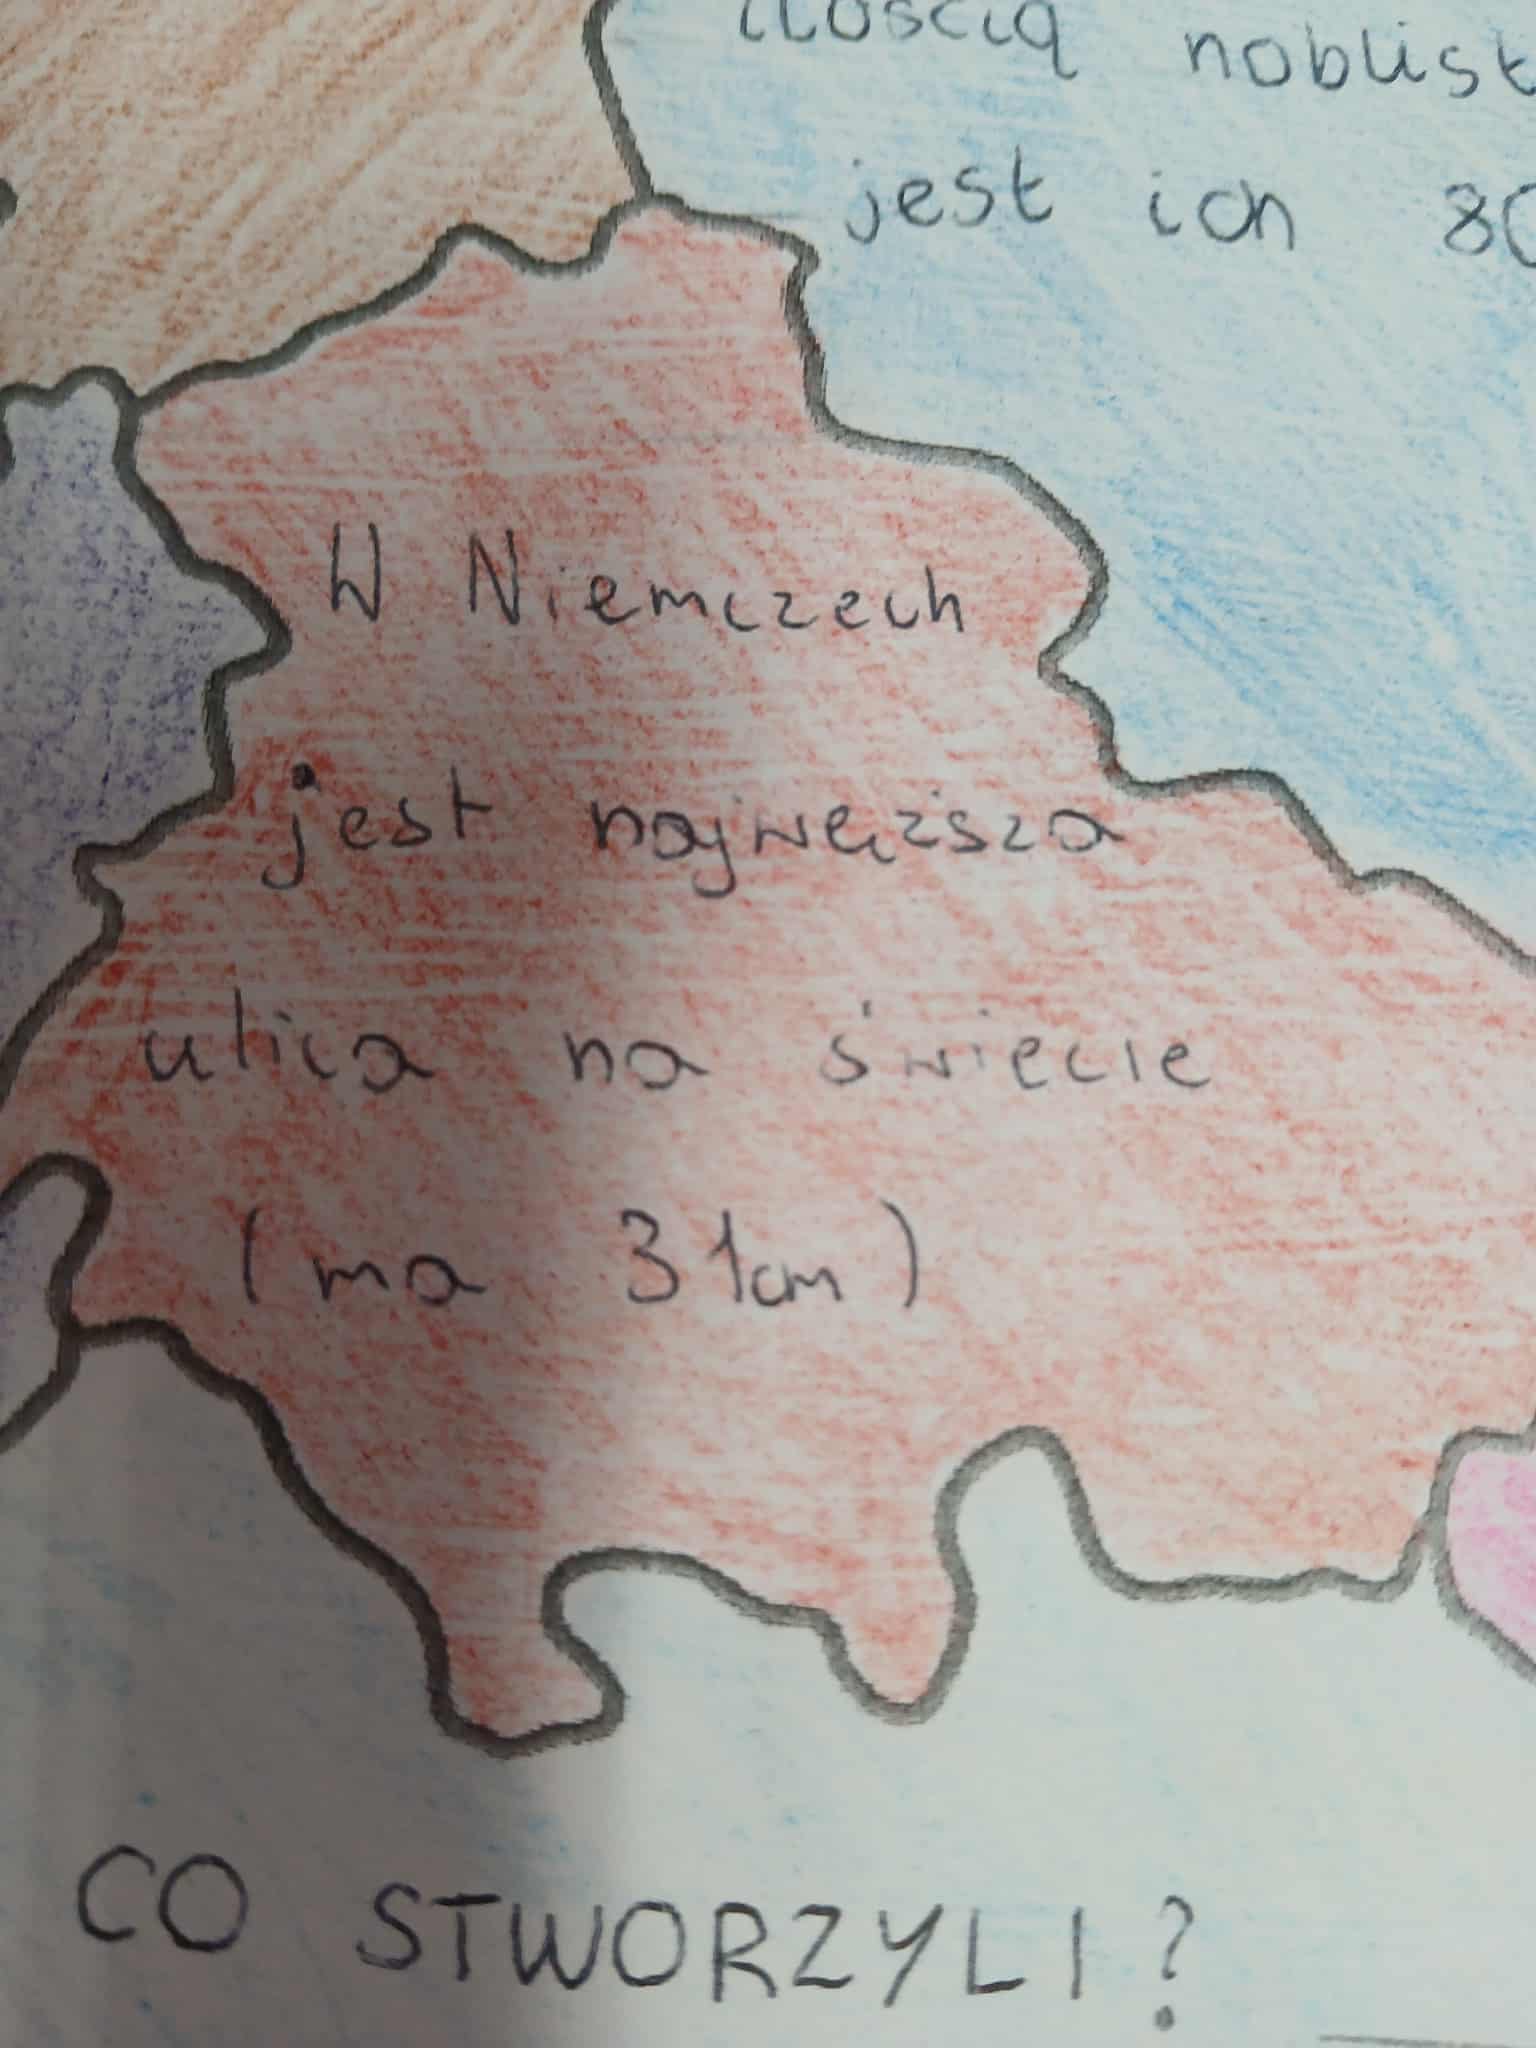 ilością noblist
jest ich 80
W Niemczech
jest najwęższa
ulica na świecie
(ma 31cm)
CO STWORZYLI?